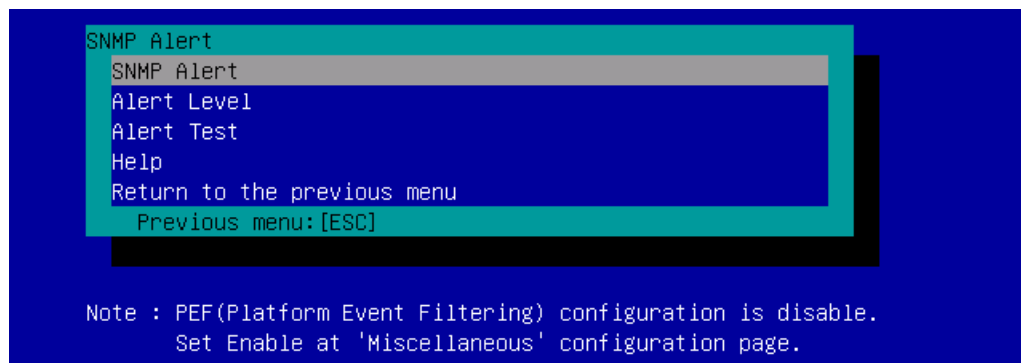 SNMP Alert
SNMP Alert
Alert Level
Alert Test
Help
Return to the previous menu
Previous menu:[ESC]
Note : PEF(Platform Event Filtering) configuration is disable.
Set Enable at 'Miscellaneous' configuration page.